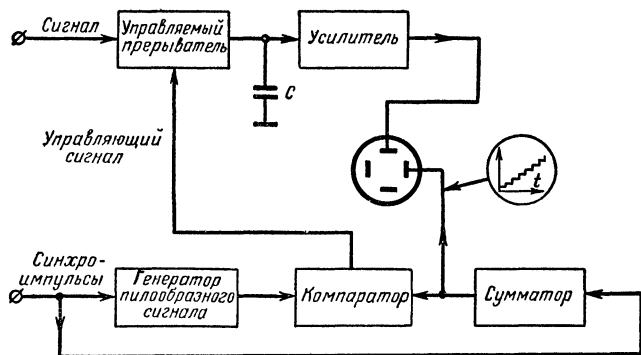 Сигнал
Управляемый
прерыватель
Усилитель
C
Управляющий
сигнал
t
Синхро-
импульсы
Генератор
пилообразного
сигнала
Компаратор
Сумматор